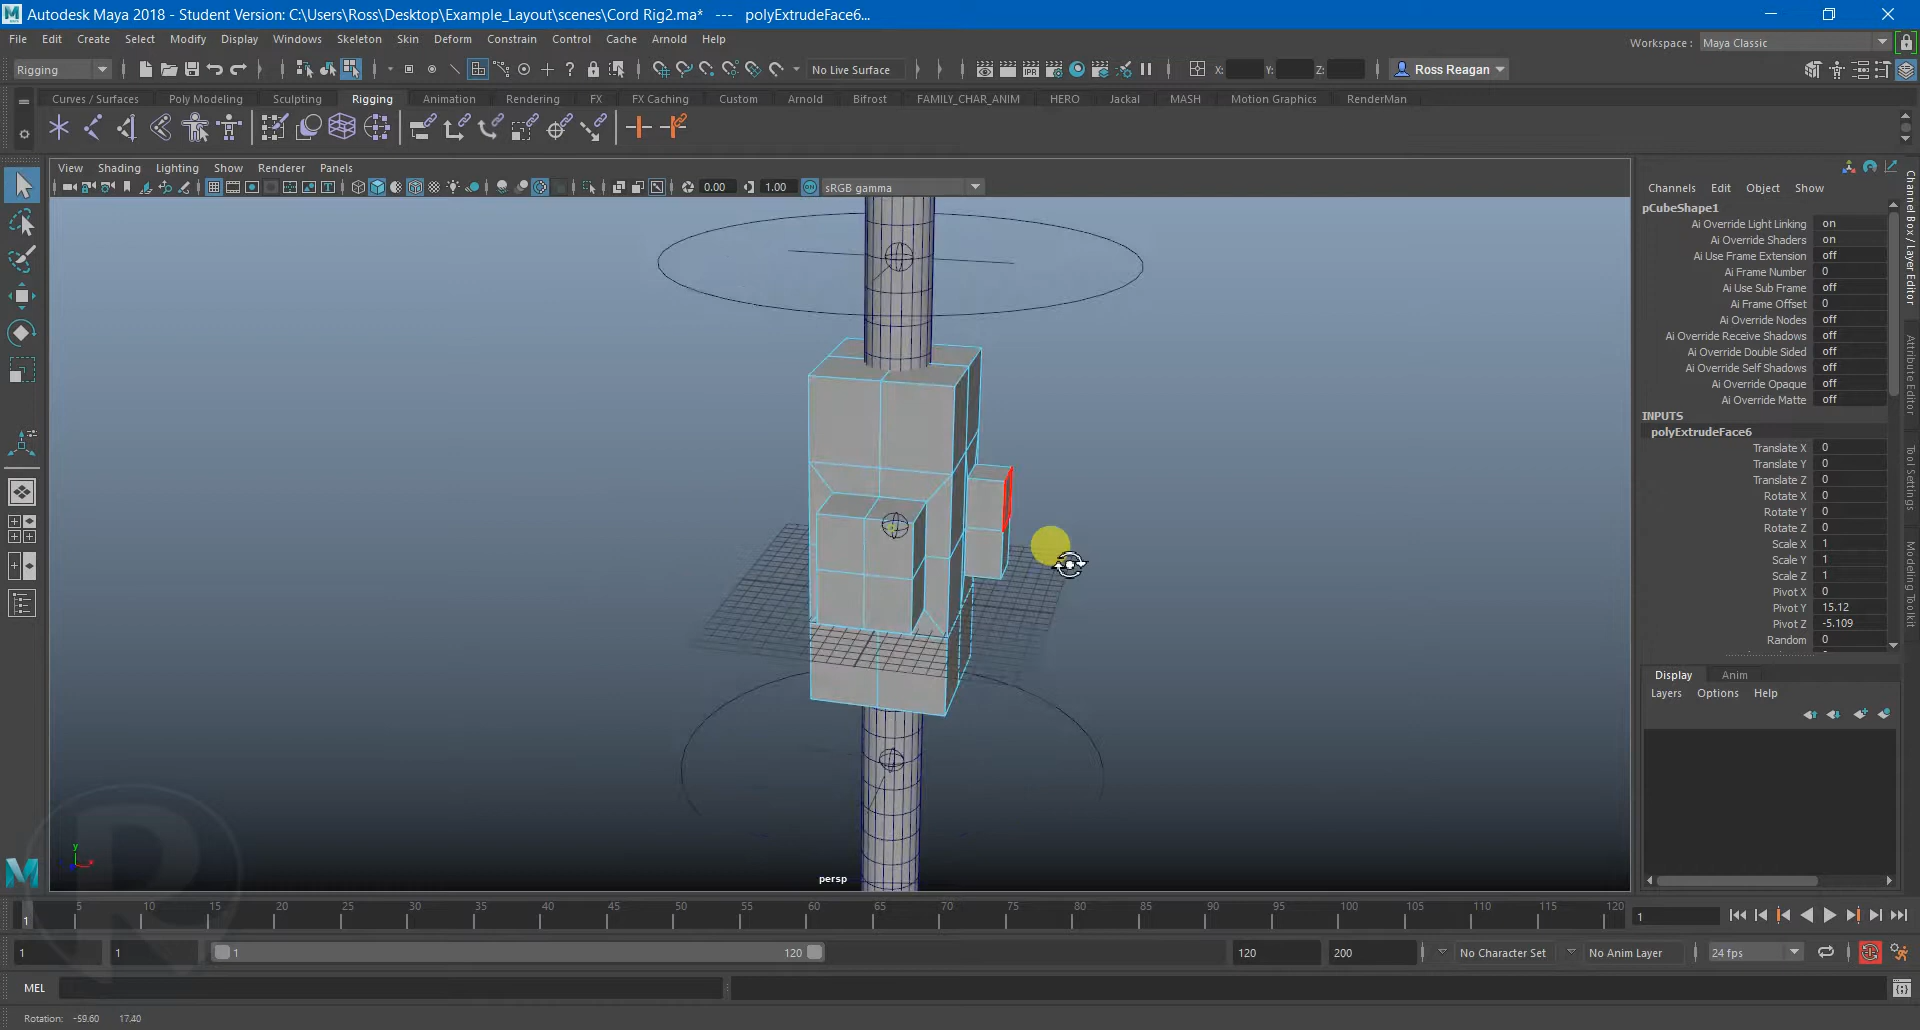 Autodesk Maya 2018 - Student Version: C:\Users\Ross\Desktop\Example_Layout\scenes\Cord Rig2.ma* --- polyExtrudeFace6...
File Edit Create Select Modify Display Windows Skeleton Skin Deform Constrain Control Cache Arnold Help
Workspace : Maya Classic
Rigging No Live Surface X: Y: Z: Ross Reagan
Curves / Surfaces Poly Modeling Sculpting Rigging Animation Rendering FX FX Caching Custom Arnold Bifrost FAMILY_CHAR_ANIM HERO Jackal MASH Motion Graphics RenderMan
View Shading Lighting Show Renderer Panels
0.00 1.00 ON sRGB gamma
Channels Edit Object Show
pCubeShape1
Ai Override Light Linking on
Ai Override Shaders on
Ai Use Frame Extension off
Ai Frame Number 0
Ai Use Sub Frame off
Ai Frame Offset 0
Ai Override Nodes off
Ai Override Receive Shadows off
Ai Override Double Sided off
Ai Override Self Shadows off
Ai Override Opaque off
Ai Override Matte off
INPUTS
polyExtrudeFace6
Translate X 0
Translate Y 0
Translate Z 0
Rotate X 0
Rotate Y 0
Rotate Z 0
Scale X 1
Scale Y 1
Scale Z 1
Pivot X 0
Pivot Y 15.12
Pivot Z -5.109
Random 0
Channel Box / Layer Editor
Attribute Editor
Tool Settings
Modeling Toolkit
Display Anim
Layers Options Help
y
x
persp
1 5 10 15 20 25 30 35 40 45 50 55 60 65 70 75 80 85 90 95 100 105 110 115 120
1
1 1 1 120 120 200 No Character Set No Anim Layer 24 fps
MEL
Rotation: -59.60 17.40